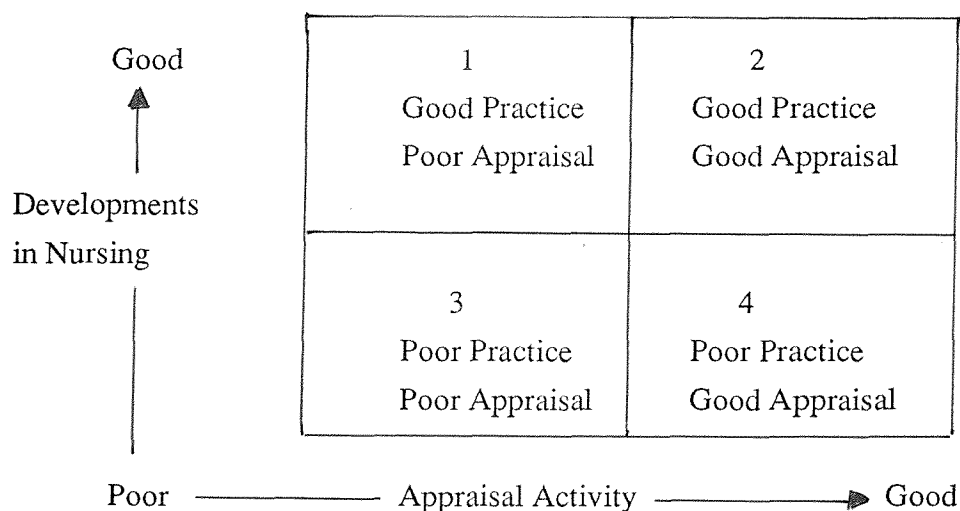 Good
Developments
in Nursing
1
Good Practice
Poor Appraisal
2
Good Practice
Good Appraisal
3
Poor Practice
Poor Appraisal
4
Poor Practice
Good Appraisal
Poor
Appraisal Activity
Good